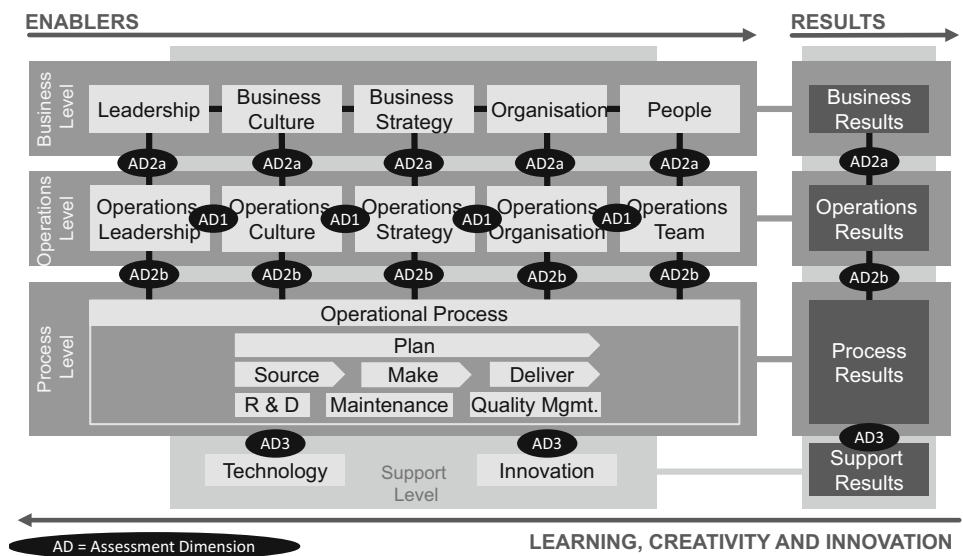 ENABLERS
RESULTS
Business
Level
Leadership
Business
Culture
Business
Strategy
Organisation
People
Business
Results
AD2a
AD2a
AD2a
AD2a
AD2a
AD2a
Operations
Level
Operations
Leadership
AD1
Operations
Culture
AD1
Operations
Strategy
AD1
Operations
Organisation
AD1
Operations
Team
Operations
Results
AD2b
AD2b
AD2b
AD2b
AD2b
AD2b
Process
Level
Operational Process
Plan
Source
Make
Deliver
R & D
Maintenance
Quality Mgmt.
Process
Results
AD3
AD3
AD3
Technology
Support
Level
Innovation
Support
Results
AD = Assessment Dimension
LEARNING, CREATIVITY AND INNOVATION